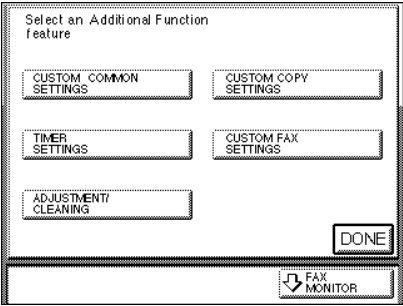 Select an Additional Function
feature
CUSTOM COMMON
SETTINGS
CUSTOM COPY
SETTINGS
TIMER
SETTINGS
CUSTOM FAX
SETTINGS
ADJUSTMENT/
CLEANING
DONE
FAX
MONITOR